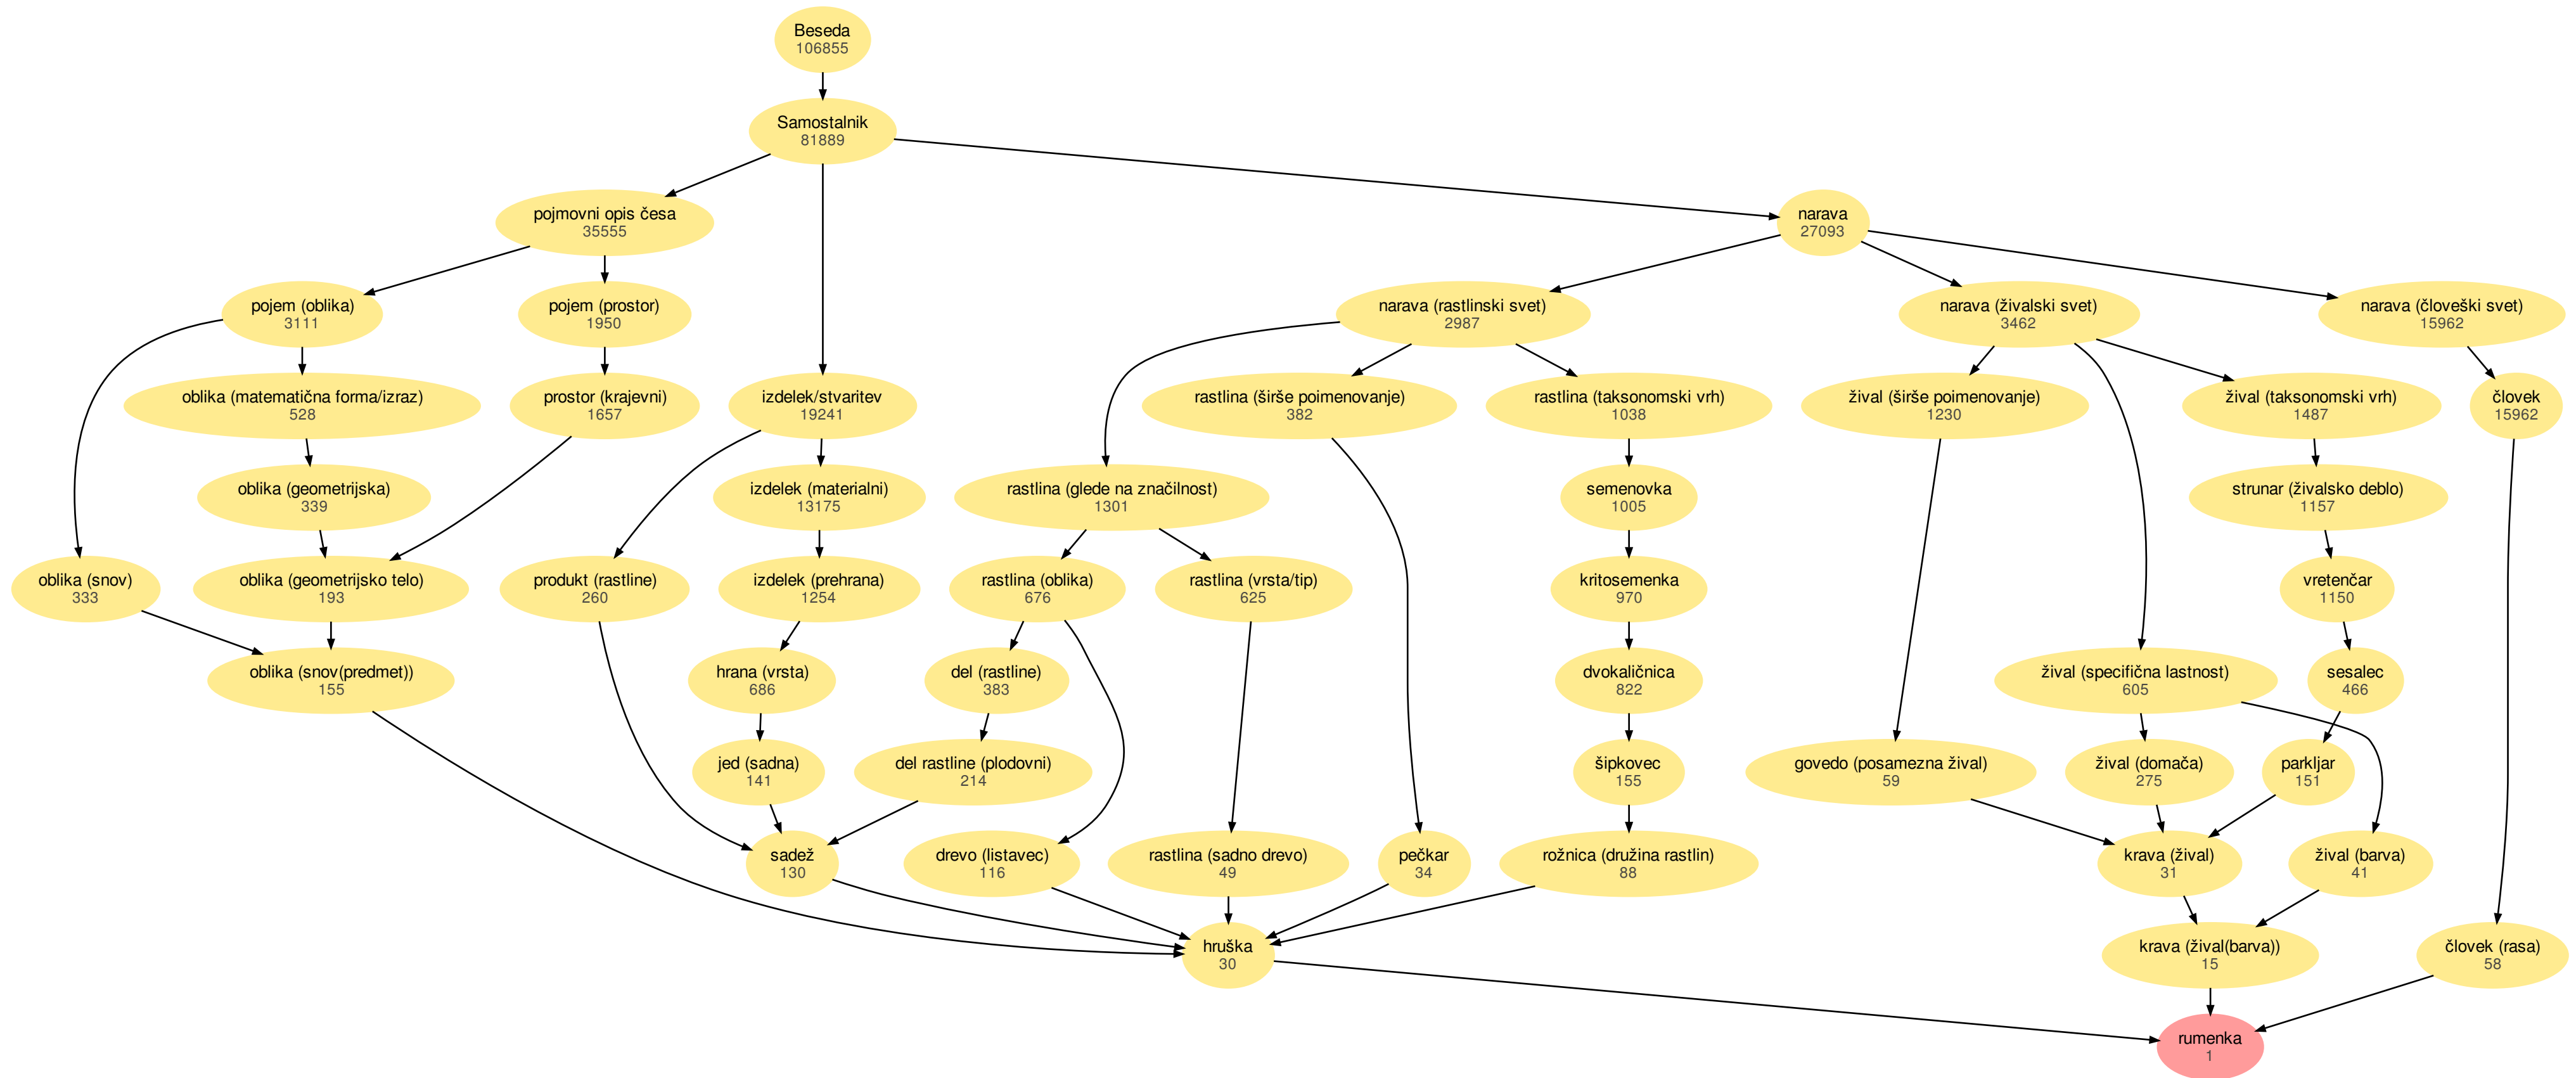 Beseda
106855
Samostalnik
81889
pojmovni opis česa
35555
narava
27093
pojem (oblika)
3111
pojem (prostor)
1950
narava (rastlinski svet)
2987
narava (živalski svet)
3462
narava (človeški svet)
15962
oblika (matematična forma/izraz)
528
prostor (krajevni)
1657
izdelek/stvaritev
19241
rastlina (širše poimenovanje)
382
rastlina (taksonomski vrh)
1038
žival (širše poimenovanje)
1230
žival (taksonomski vrh)
1487
človek
15962
oblika (geometrijska)
339
izdelek (materialni)
13175
rastlina (glede na značilnost)
1301
semenovka
1005
strunar (živalsko deblo)
1157
oblika (snov)
333
oblika (geometrijsko telo)
193
produkt (rastline)
260
izdelek (prehrana)
1254
rastlina (oblika)
676
rastlina (vrsta/tip)
625
kritosemenka
970
vretenčar
1150
oblika (snov(predmet))
155
hrana (vrsta)
686
del (rastline)
383
dvokaličnica
822
žival (specifična lastnost)
605
sesalec
466
jed (sadna)
141
del rastline (plodovni)
214
šipkovec
155
govedo (posamezna žival)
59
žival (domača)
275
parkljar
151
sadež
130
drevo (listavec)
116
rastlina (sadno drevo)
49
pečkar
34
rožnica (družina rastlin)
88
krava (žival)
31
žival (barva)
41
hruška
30
krava (žival(barva))
15
človek (rasa)
58
rumenka
1